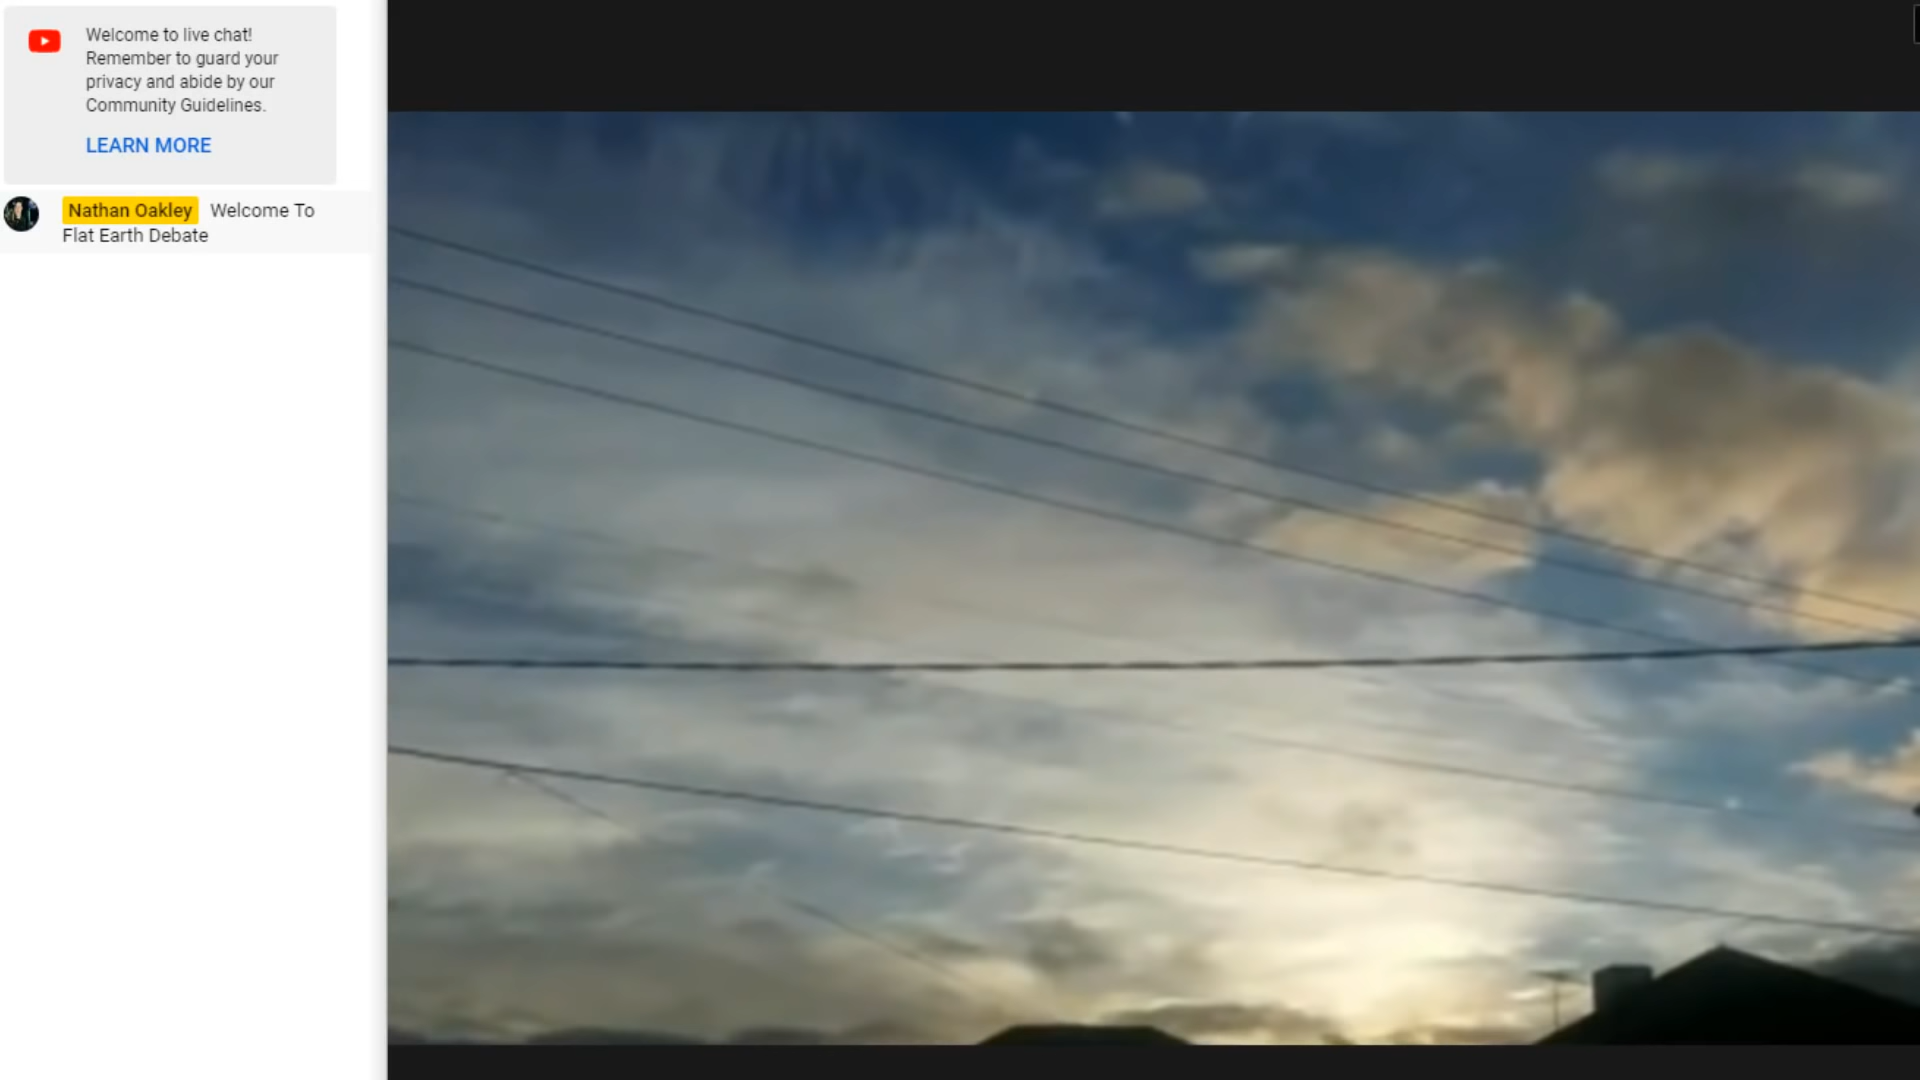 Welcome to live chat!
Remember to guard your
privacy and abide by our
Community Guidelines.
LEARN MORE
Nathan Oakley Welcome To
Flat Earth Debate